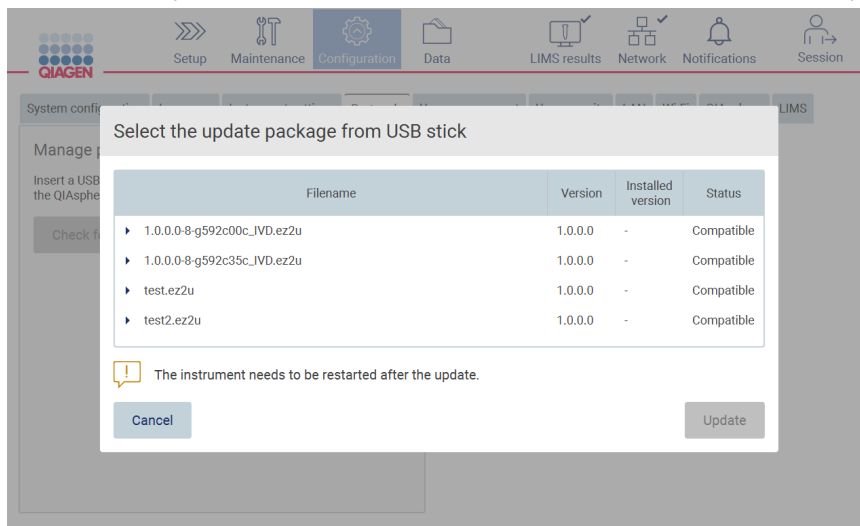 QIAGEN
Setup
Maintenance
Configuration
Data
LIMS results
Network
Notifications
Session
System
LIMS
Manage
Select the update package from USB stick
Insert a USB
the
Check
Filename
Version
Installed
version
Status
1.0.0.0-8-g592c00c_IVD.ez2u 1.0.0.0 - Compatible
1.0.0.0-8-g592c35c_IVD.ez2u 1.0.0.0 - Compatible
test.ez2u 1.0.0.0 - Compatible
test2.ez2u 1.0.0.0 - Compatible
The instrument needs to be restarted after the update.
Cancel
Update